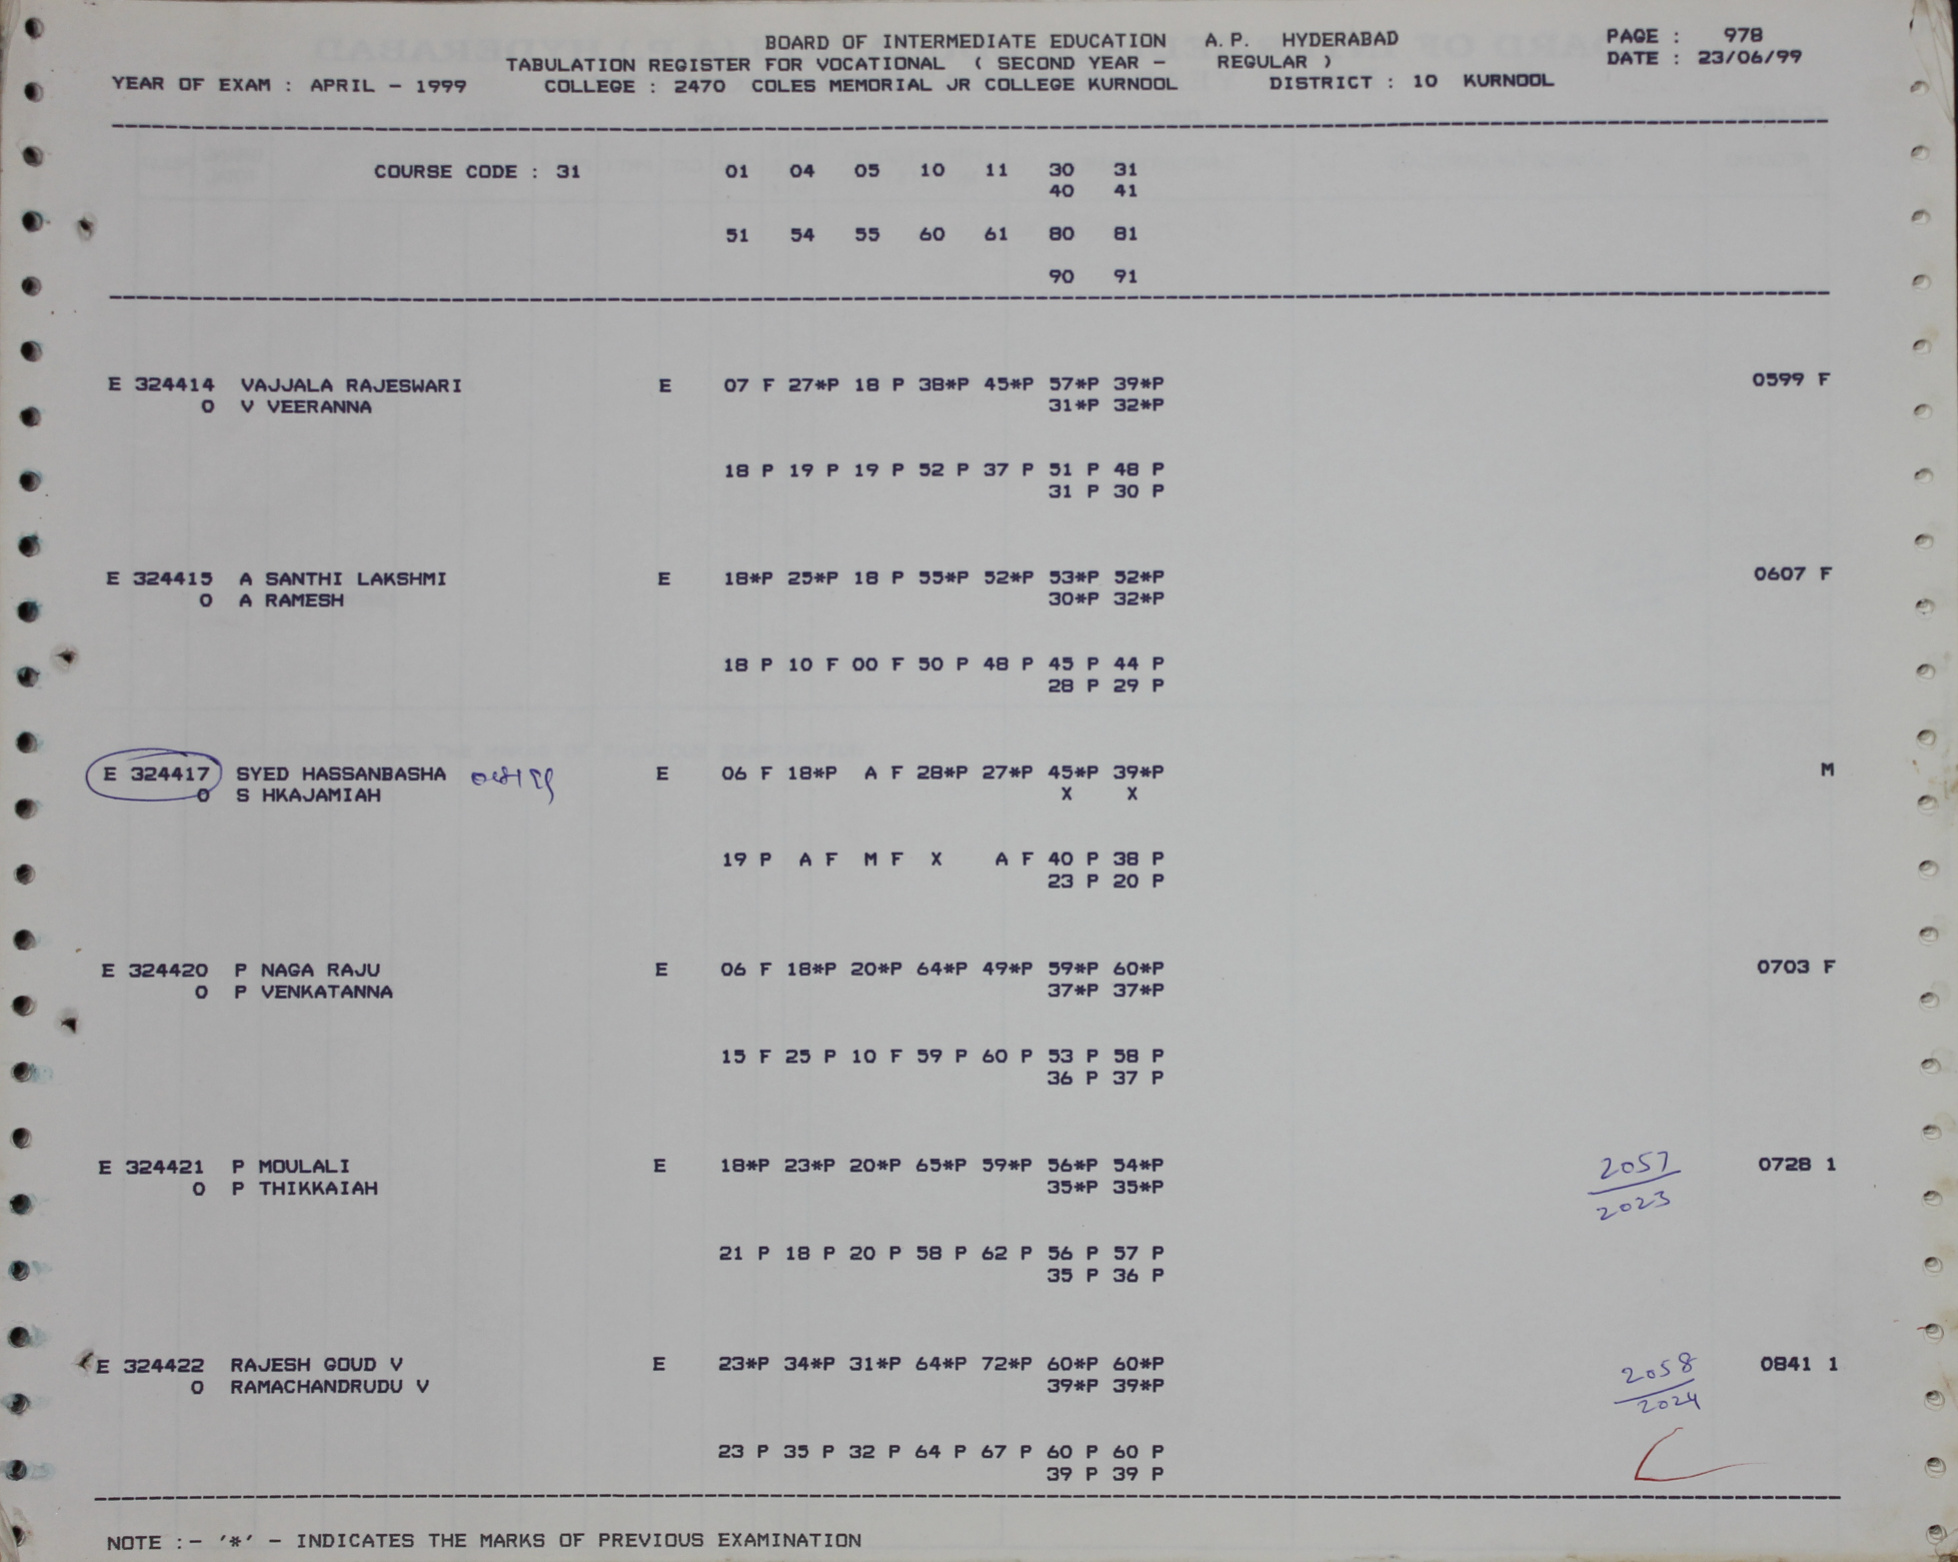 BOARD OF INTERMEDIATE EDUCATION A.P. HYDERABAD PAGE : 978
TABULATION REGISTER FOR VOCATIONAL ( SECOND YEAR - REGULAR ) DATE : 23/06/99
YEAR OF EXAM : APRIL - 1999 COLLEGE : 2470 COLES MEMORIAL JR COLLEGE KURNOOL DISTRICT : 10 KURNOOL
COURSE CODE : 31 01 04 05 10 11 30 31
40 41
51 54 55 60 61 80 81
90 91
E 324414 VAJJALA RAJESWARI E 07 F 27*P 18 P 38*P 45*P 57*P 39*P 0599 F
0 V VEERANNA 31*P 32*P
18 P 19 P 19 P 52 P 37 P 51 P 48 P
31 P 30 P
E 324415 A SANTHI LAKSHMI E 18*P 25*P 18 P 55*P 52*P 53*P 52*P 0607 F
0 A RAMESH 30*P 32*P
18 P 10 F 00 F 50 P 48 P 45 P 44 P
28 P 29 P
E 324417 SYED HASSANBASHA E 06 F 18*P A F 28*P 27*P 45*P 39*P M
0 S HKAJAMIAH X X
19 P A F M F X A F 40 P 38 P
23 P 20 P
E 324420 P NAGA RAJU E 06 F 18*P 20*P 64*P 49*P 59*P 60*P 0703 F
0 P VENKATANNA 37*P 37*P
15 F 25 P 10 F 59 P 60 P 53 P 58 P
36 P 37 P
E 324421 P MOULALI E 18*P 23*P 20*P 65*P 59*P 56*P 54*P 2057 0728 1
0 P THIKKAIAH 35*P 35*P 2023
21 P 18 P 20 P 58 P 62 P 56 P 57 P
35 P 36 P
E 324422 RAJESH GOUD V E 23*P 34*P 31*P 64*P 72*P 60*P 60*P 2058 0841 1
0 RAMACHANDRUDU V 39*P 39*P 2024
23 P 35 P 32 P 64 P 67 P 60 P 60 P
39 P 39 P
NOTE :- '*' - INDICATES THE MARKS OF PREVIOUS EXAMINATION